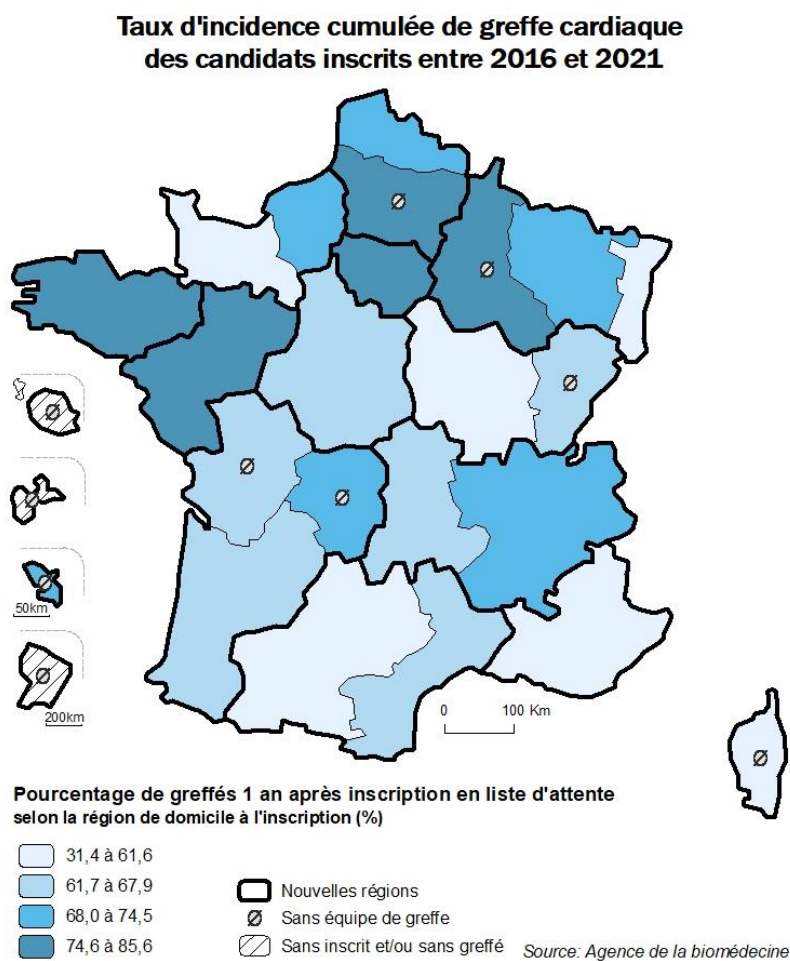 Taux d'incidence cumulée de greffe cardiaque
des candidats inscrits entre 2016 et 2021
50km
200km
0 100 Km
Pourcentage de greffés 1 an après inscription en liste d'attente
selon la région de domicile à l'inscription (%)
31,4 à 61,6
61,7 à 67,9
68,0 à 74,5
74,6 à 85,6
Nouvelles régions
Sans équipe de greffe
Sans inscrit et/ou sans greffé
Source: Agence de la biomédecine